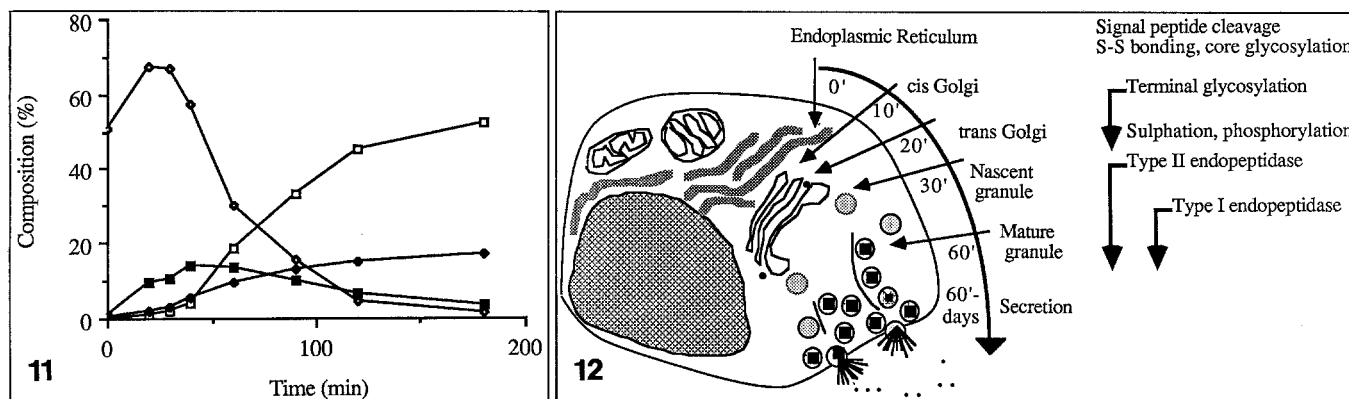 80
60
40
20
0
0
100
200
Composition (%)
Time (min)
11
Endoplasmic Reticulum
0'
10'
cis Golgi
trans Golgi
20'
30'
Nascent
granule
Mature
granule
60'
60'-
days
Secretion
12
Signal peptide cleavage
S-S bonding, core glycosylation
Terminal glycosylation
Sulphation, phosphorylation
Type II endopeptidase
Type I endopeptidase